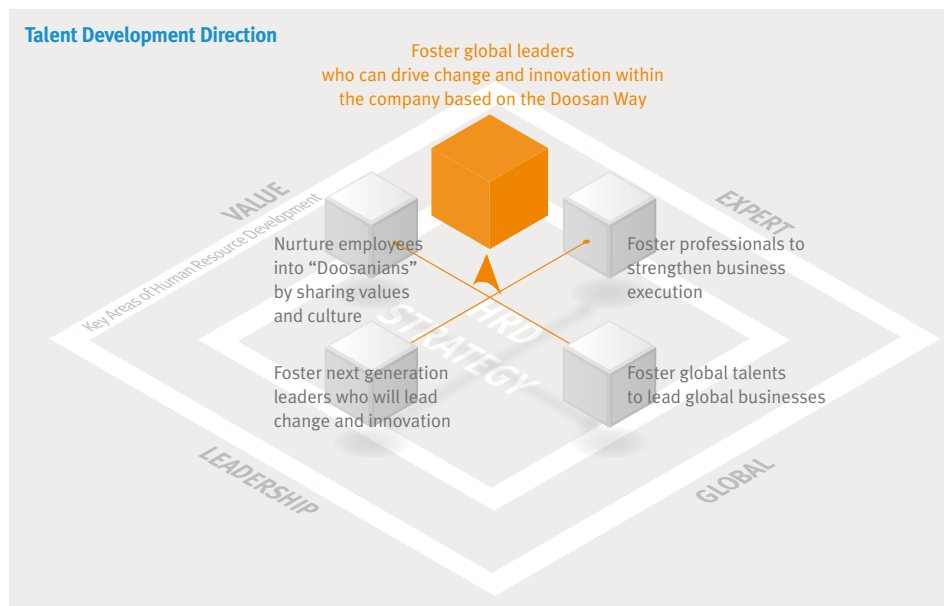 Talent Development Direction
Foster global leaders
who can drive change and innovation within
the company based on the Doosan Way
VALUE
EXPERT
Key Areas of Human Resource Development
Nurture employees
into “Doosanians”
by sharing values
and culture
Foster professionals to
strengthen business
execution
HRD
STRATEGY
Foster next generation
leaders who will lead
change and innovation
Foster global talents
to lead global businesses
LEADERSHIP
GLOBAL